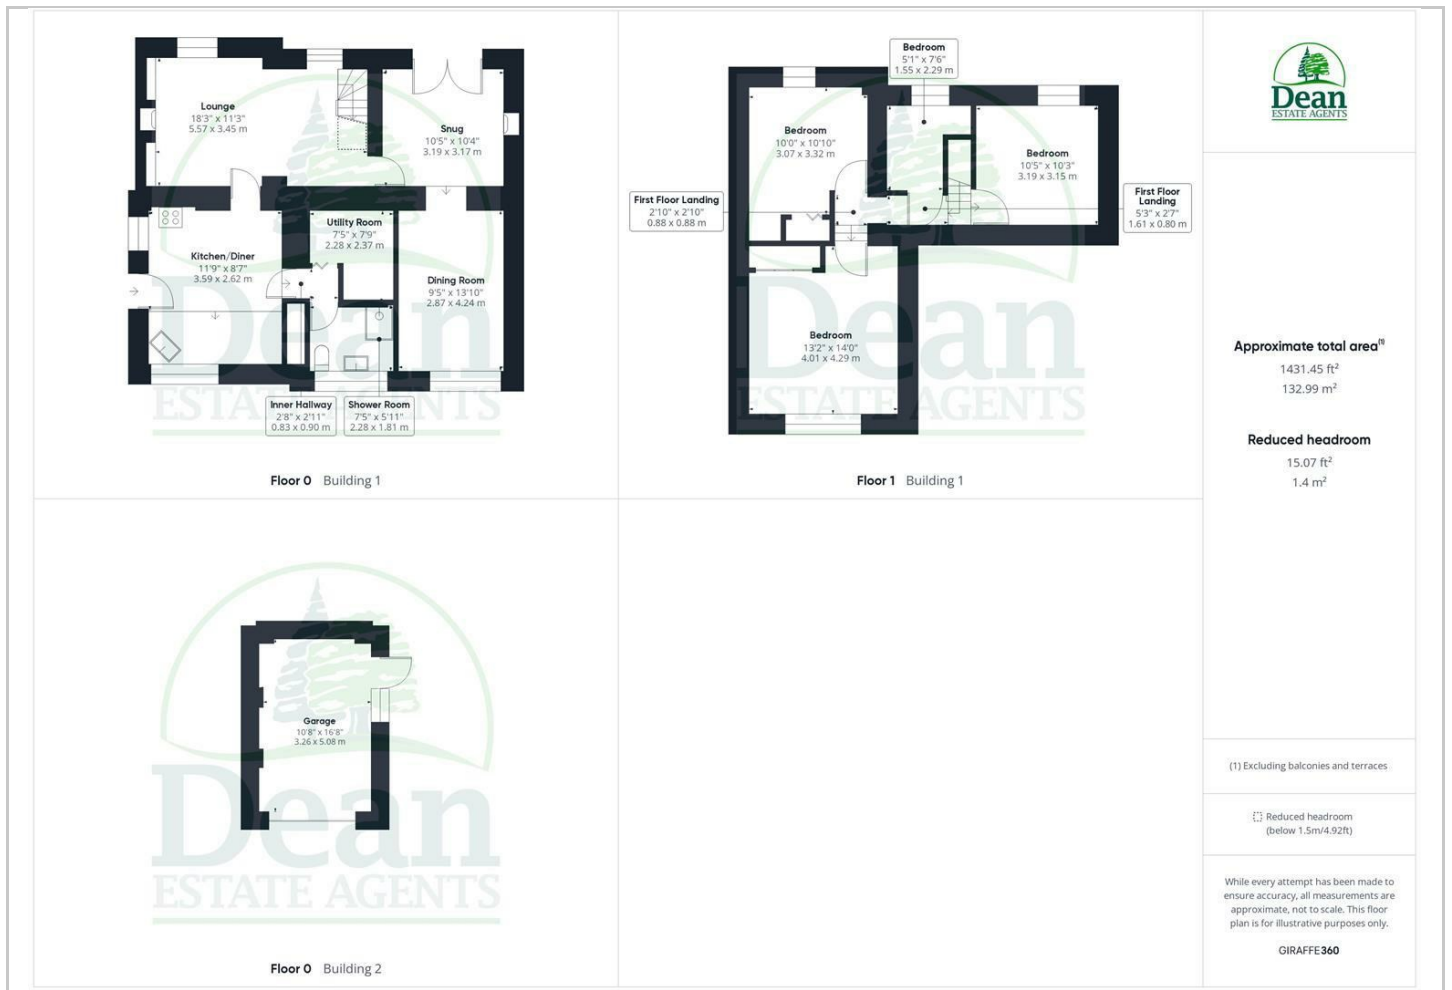 Lounge
18'3" x 11'3"
5.57 x 3.45 m
Snug
10'5" x 10'4"
3.19 x 3.17 m
Utility Room
7'5" x 7'9"
2.28 x 2.37 m
Kitchen/Diner
11'9" x 8'7"
3.59 x 2.62 m
Dining Room
9'5" x 13'10"
2.87 x 4.24 m
Inner Hallway
2'8" x 2'11"
0.83 x 0.90 m
Shower Room
7'5" x 5'11"
2.28 x 1.81 m
Dean
ESTATE AGENTS
Floor 0 Building 1
Bedroom
5'1" x 7'6"
1.55 x 2.29 m
Bedroom
10'0" x 10'10"
3.07 x 3.32 m
Bedroom
10'5" x 10'3"
3.19 x 3.15 m
First Floor Landing
2'10" x 2'10"
0.88 x 0.88 m
First Floor
Landing
5'3" x 2'7"
1.61 x 0.80 m
Bedroom
13'2" x 14'0"
4.01 x 4.29 m
Dean
ESTATE AGENTS
Floor 1 Building 1
Garage
10'8" x 16'8"
3.26 x 5.08 m
Dean
ESTATE AGENTS
Floor 0 Building 2
Dean
ESTATE AGENTS
Approximate total area(1)
1431.45 ft²
132.99 m²
Reduced headroom
15.07 ft²
1.4 m²
(1) Excluding balconies and terraces
Reduced headroom
(below 1.5m/4.92ft)
While every attempt has been made to
ensure accuracy, all measurements are
approximate, not to scale. This floor
plan is for illustrative purposes only.
GIRAFFE360